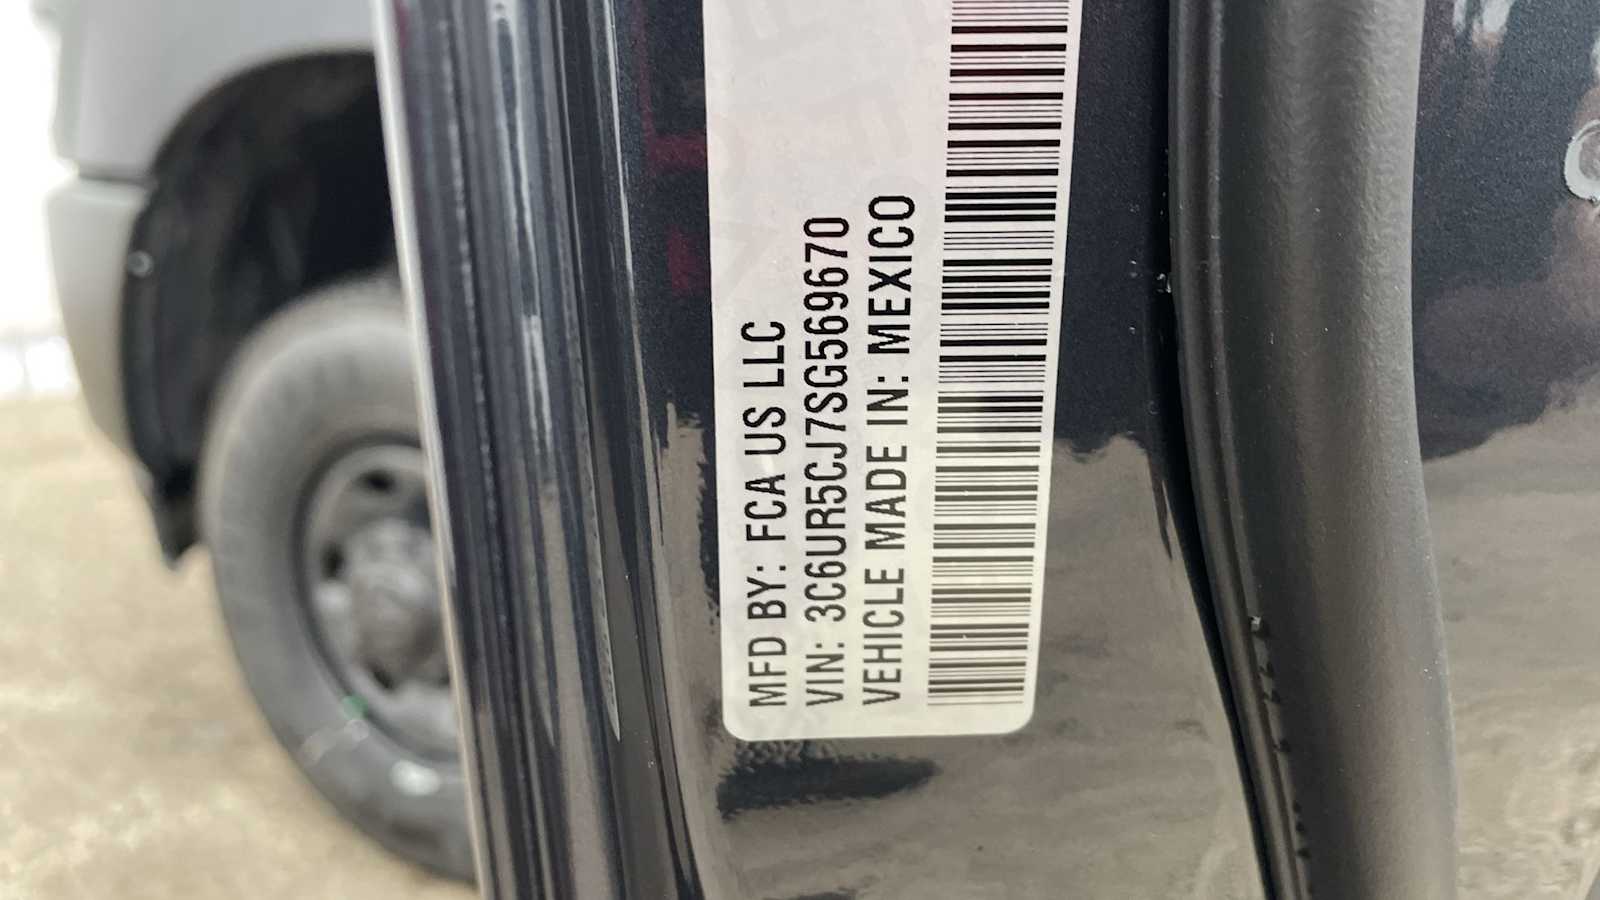 MFD BY: FCA US LLC
VIN: 3C6UR5CJ7SG569670
VEHICLE MADE IN: MEXICO